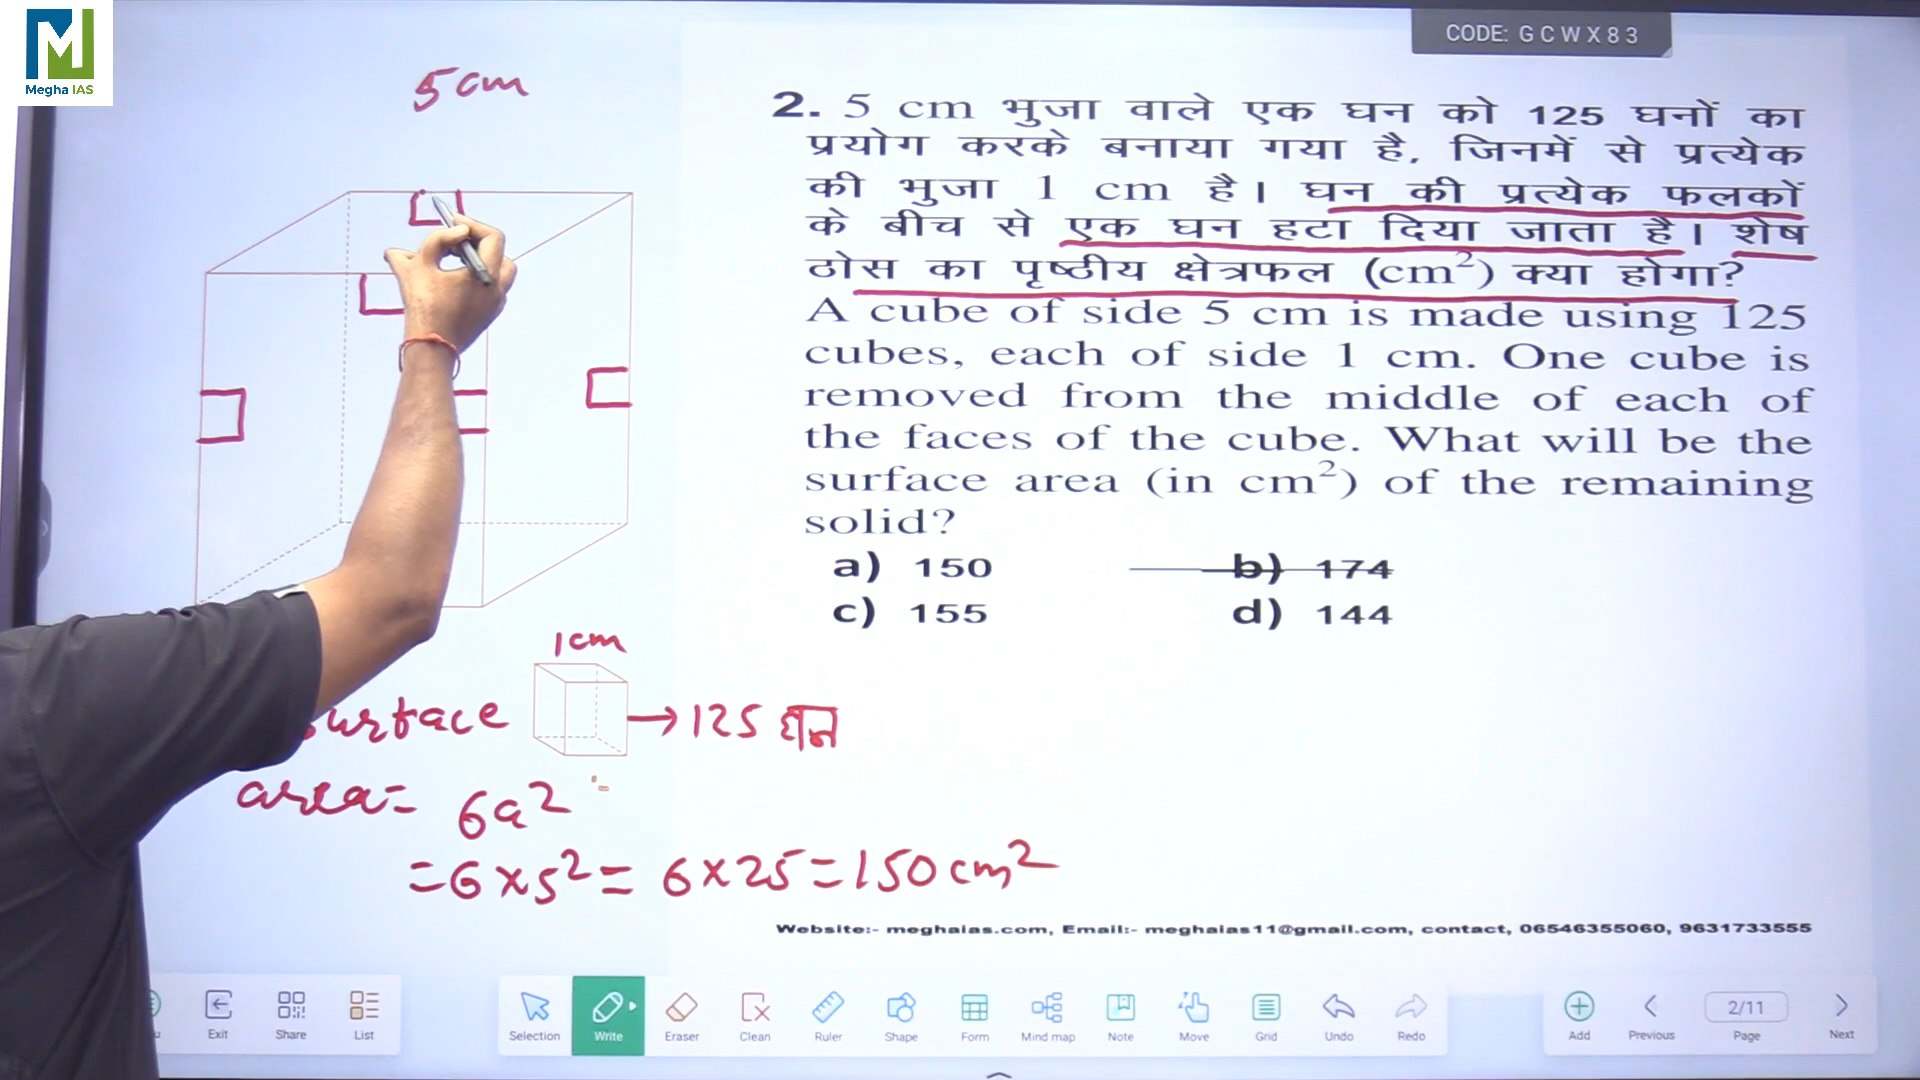 Megha IAS
CODE: GCWX83
5 cm
2. 5 cm भुजा वाले एक घन को 125 घनों का
प्रयोग करके बनाया गया है, जिनमें से प्रत्येक
की भुजा 1 cm है। घन की प्रत्येक फलकों
के बीच से एक घन हटा दिया जाता है। शेष
ठोस का पृष्ठीय क्षेत्रफल (cm²) क्या होगा?
A cube of side 5 cm is made using 125
cubes, each of side 1 cm. One cube is
removed from the middle of each of
the faces of the cube. What will be the
surface area (in cm²) of the remaining
solid?
a) 150 b) 174
c) 155 d) 144
1cm
surface → 125 घन
area = 6a²
= 6 × 5² = 6 × 25 = 150 cm²
Website:- meghaias.com, Email:- meghaias11@gmail.com, contact, 06546355060, 9631733555
Exit Share List Selection Write Eraser Clean Ruler Shape Form Mind map Note Move Grid Undo Redo Add Previous 2/11 Page Next